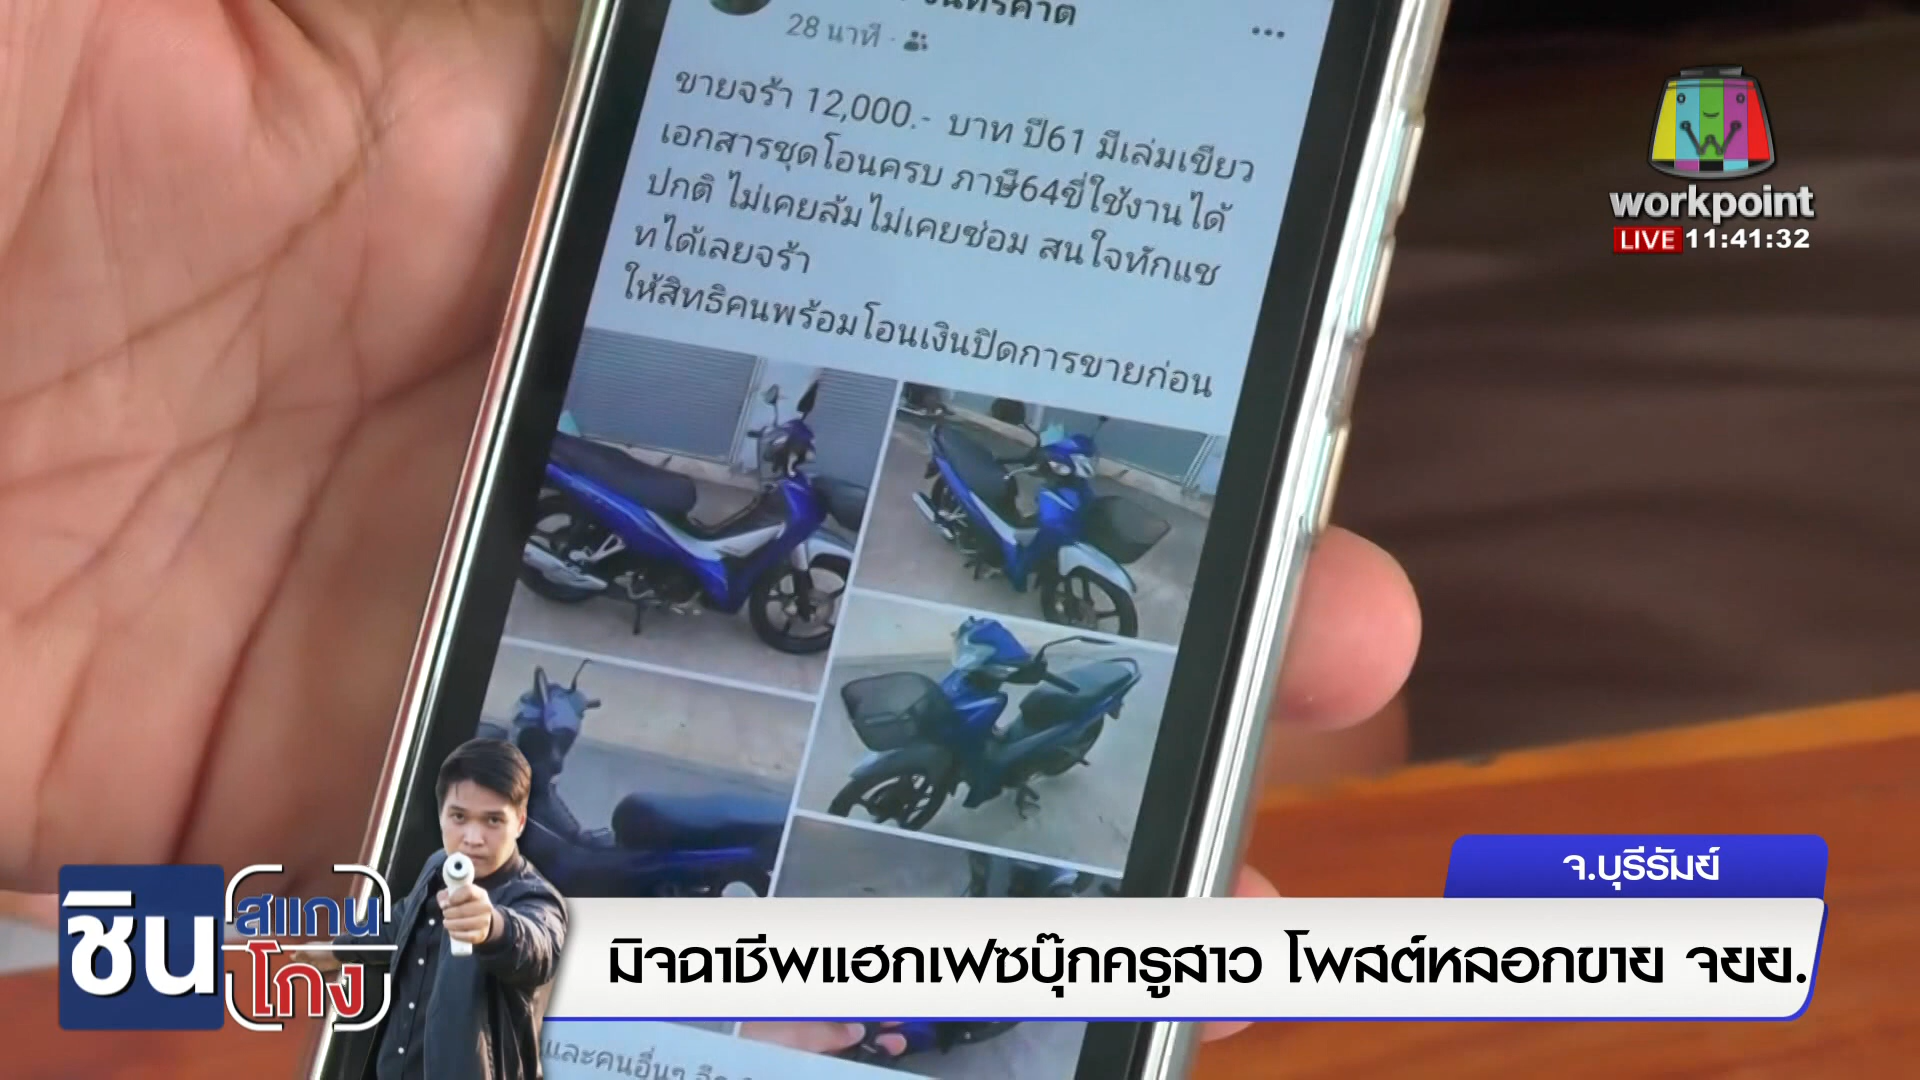 28 นาที
ขายจร้า 12,000.- บาท ปี61 มีเล่มเขียว
เอกสารชุดโอนครบ ภาษี64ขี่ใช้งานได้
ปกติ ไม่เคยล้มไม่เคยซ่อม สนใจทักแช
ทได้เลยจร้า
ให้สิทธิคนพร้อมโอนเงินปิดการขายก่อน
workpoint
LIVE 11:41:32
จ.บุรีรัมย์
ชิน
สแกน
โกง
มิจฉาชีพแฮกเฟซบุ๊กครูสาว โพสต์หลอกขาย จยย.
และคนอื่นๆ